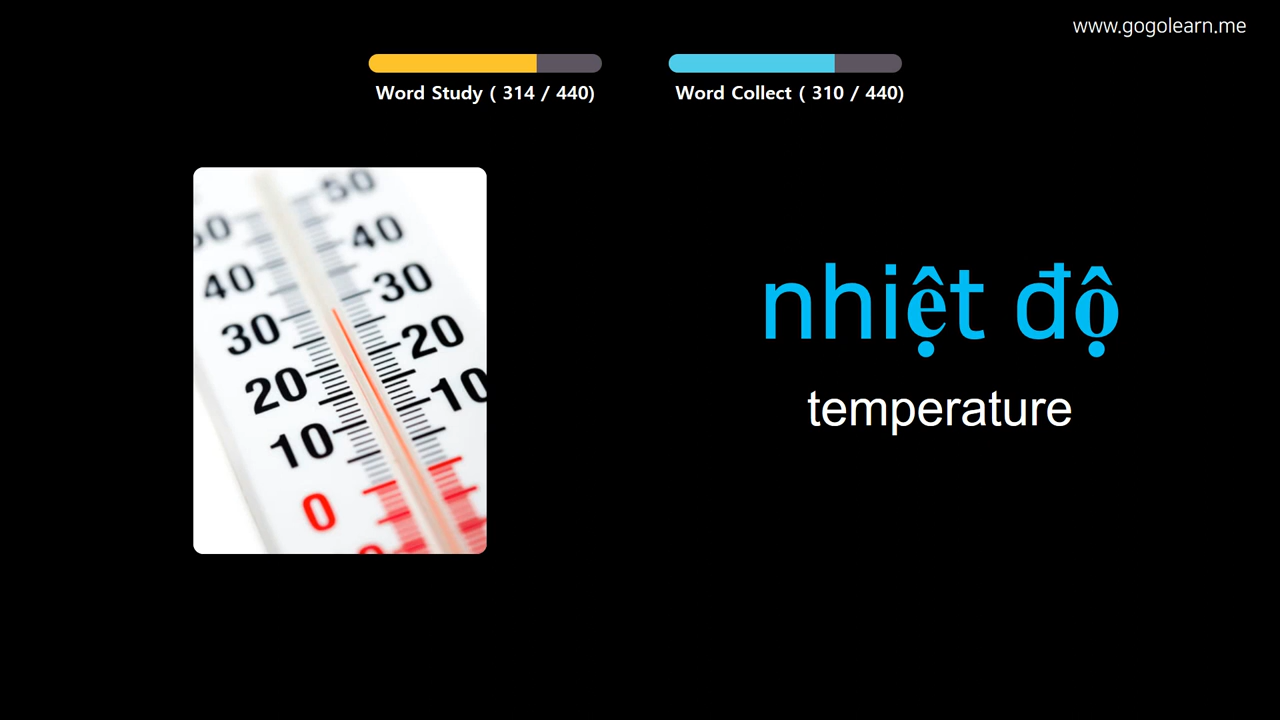 www.gogolearn.me
Word Study ( 314 / 440)
Word Collect ( 310 / 440)
50
50
40
40
30
30
20
20
10
10
0
nhiệt độ
temperature